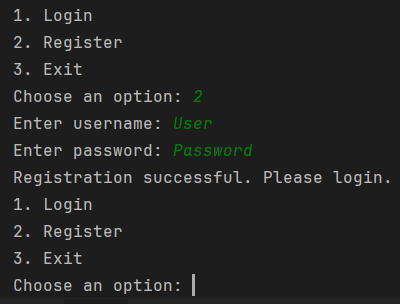 1. Login
2. Register
3. Exit
Choose an option: 2
Enter username: User
Enter password: Password
Registration successful. Please login.
1. Login
2. Register
3. Exit
Choose an option: